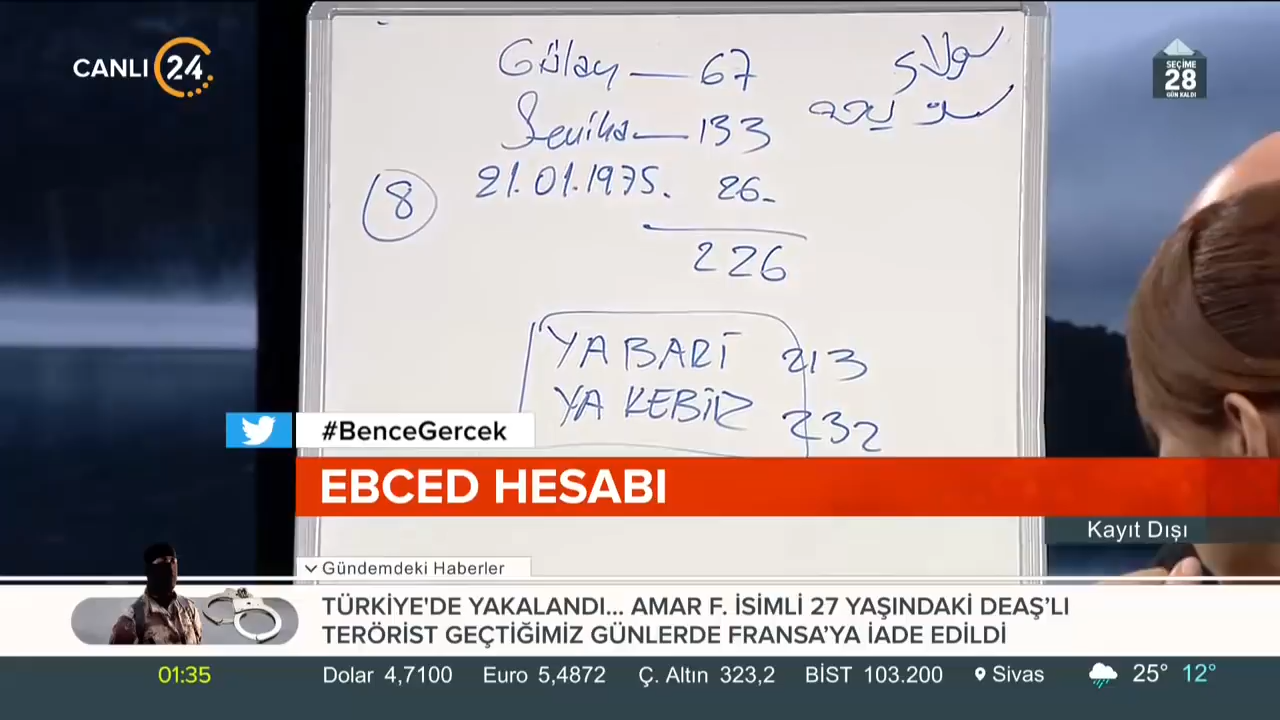 CANLI 24
SEÇİME
28
GÜN KALDI
Gülay — 67
Seniha — 133
21.01.1975. 26
8
226
YA BARİ 213
YA KEBİR 232
#BenceGercek
EBCED HESABI
Kayıt Dışı
Gündemdeki Haberler
TÜRKİYE'DE YAKALANDI... AMAR F. İSİMLİ 27 YAŞINDAKİ DEAŞ'LI
TERÖRİST GEÇTİĞİMİZ GÜNLERDE FRANSA'YA İADE EDİLDİ
01:35 Dolar 4,7100 Euro 5,4872 Ç. Altın 323,2 BİST 103.200 Sivas 25° 12°